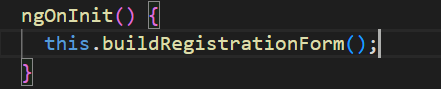 ngOnInit() {
  this.buildRegistrationForm();
}